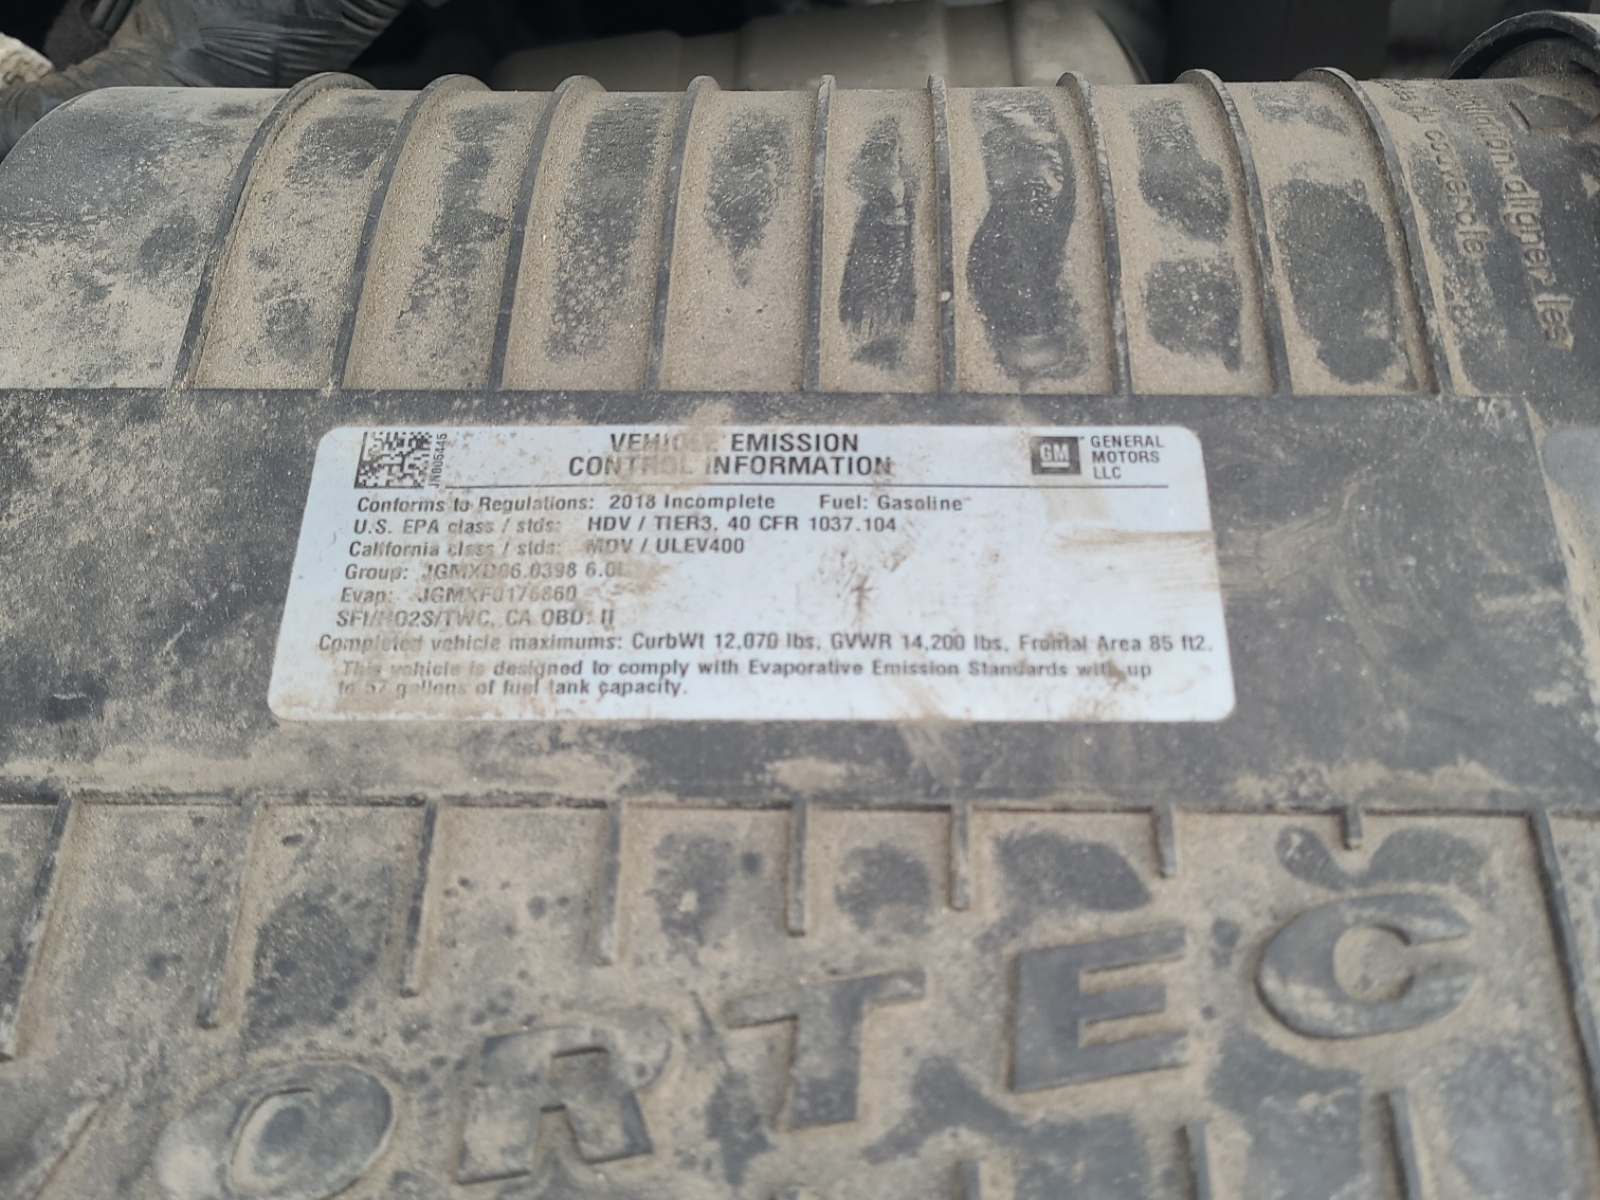 JN005445
VEHICLE EMISSION
CONTROL INFORMATION
GM
GENERAL
MOTORS
LLC
Conforms to Regulations: 2018 Incomplete Fuel: Gasoline
U.S. EPA class / stds: HDV / TIER3, 40 CFR 1037.104
California class / stds: MDV / ULEV400
Group: JGMXD06.0398 6.0L
Evap: JGMXF0176860
SFI/HO2S/TWC, CA OBD: II
Completed vehicle maximums: CurbWt 12,070 lbs, GVWR 14,200 lbs, Frontal Area 85 ft2.
This vehicle is designed to comply with Evaporative Emission Standards with up
to 57 gallons of fuel tank capacity.
ORTEC
couvercle
d'aligner les